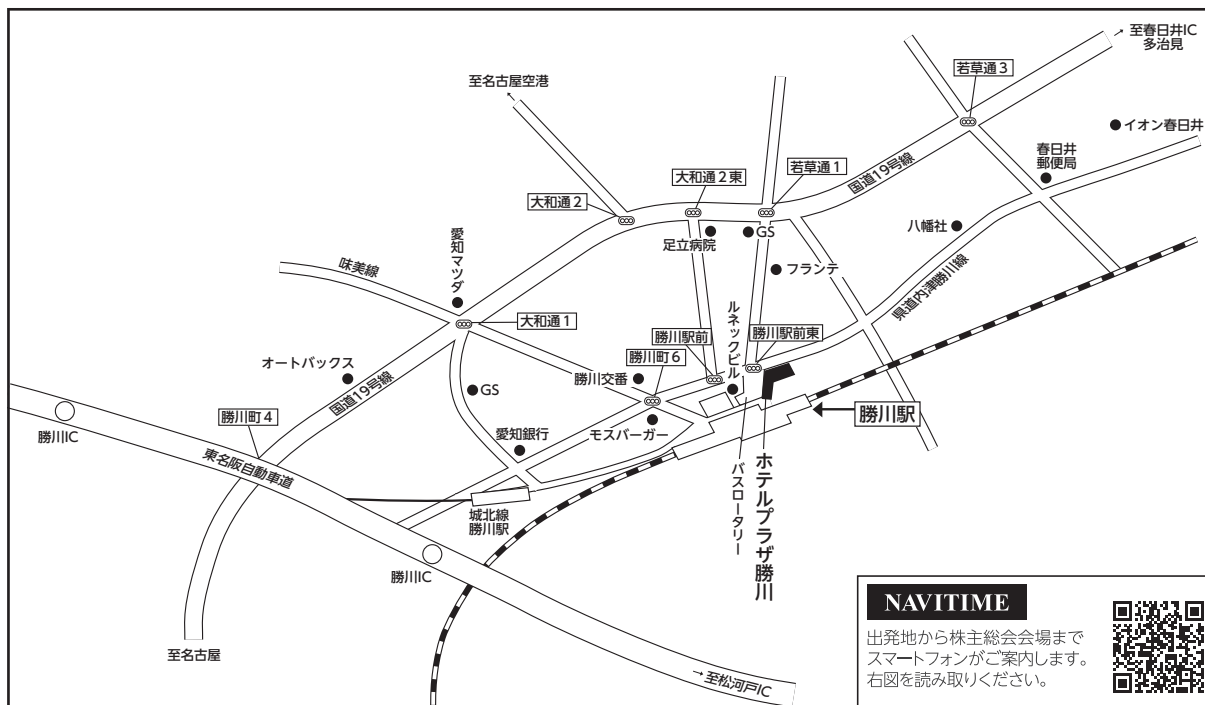 至春日井IC
多治見
若草通3
至名古屋空港
イオン春日井
春日井
郵便局
若草通1
大和通2東
国道19号線
大和通2
八幡社
足立病院
GS
愛知マツダ
味美線
フランテ
県道内津勝川線
大和通1
ルネックビル
勝川駅前
勝川駅前東
勝川町6
オートバックス
勝川交番
国道19号線
GS
勝川IC
勝川町4
勝川駅
愛知銀行
モスバーガー
東名阪自動車道
ホテルプラザ勝川
バスロータリー
城北線
勝川駅
勝川IC
至名古屋
至松河戸IC
NAVITIME
出発地から株主総会会場まで
スマートフォンがご案内します。
右図を読み取りください。